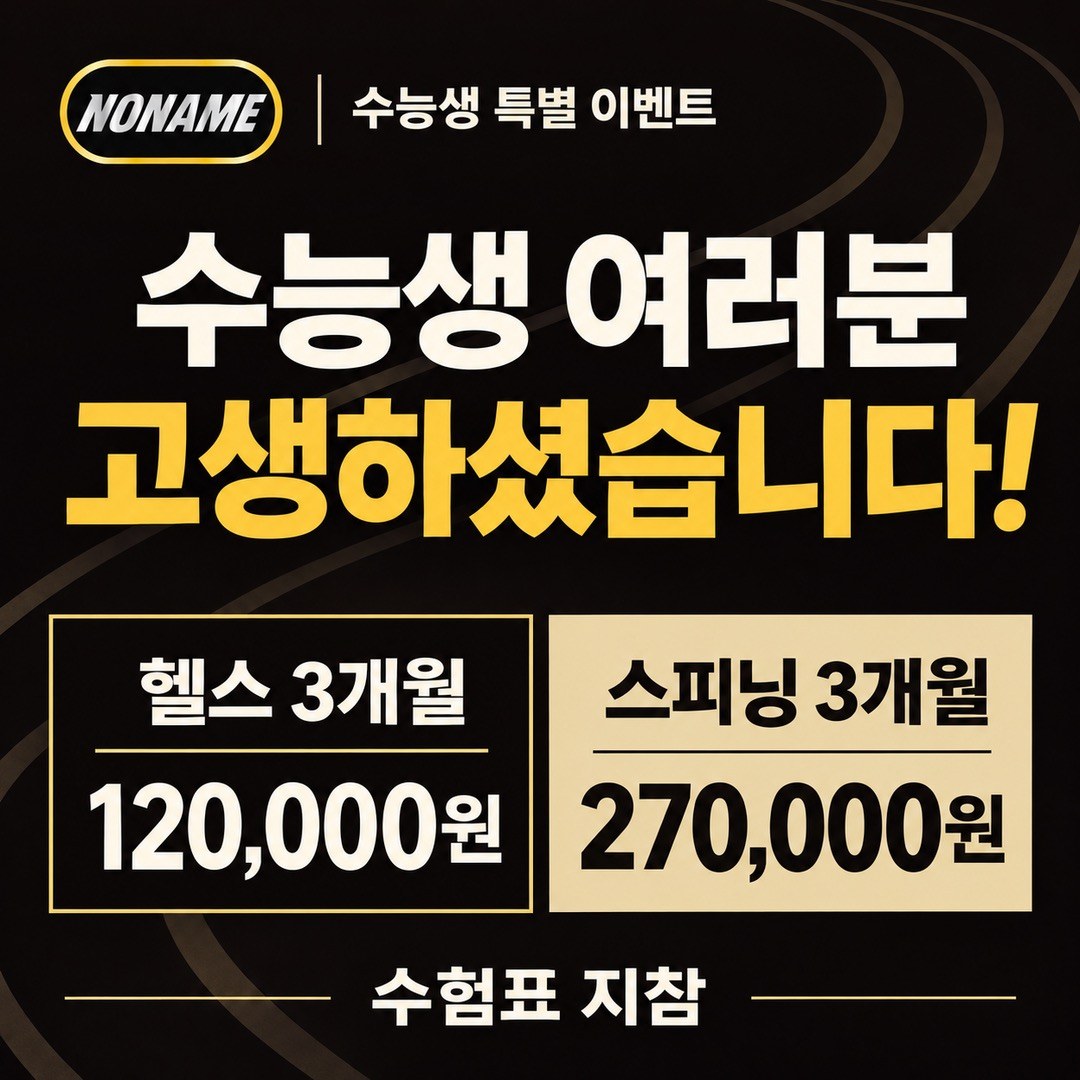 NONAME
수능생 특별 이벤트
수능생 여러분
고생하셨습니다!
헬스 3개월
120,000원
스피닝 3개월
270,000원
수험표 지참